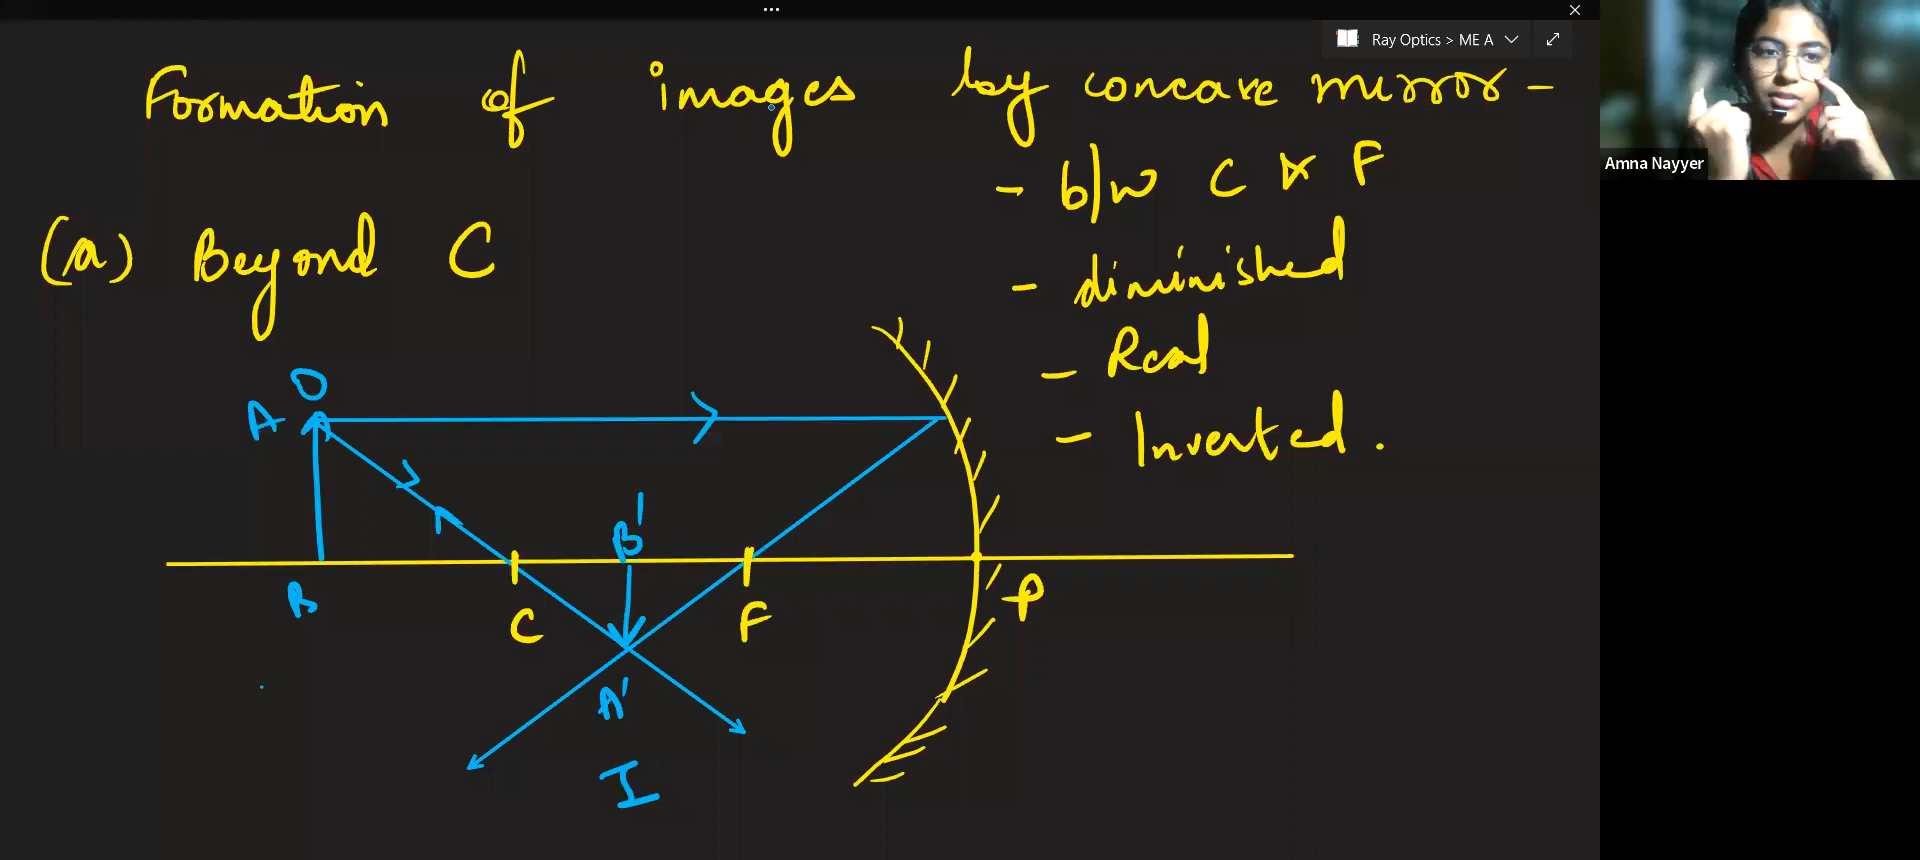 Ray Optics > ME A
Amna Nayyer
Formation of images by concave mirror -
- b/w C & F
(a) Beyond C
- diminished
- Real
- Inverted.
O
A
B'
B
C
F
P
A'
I